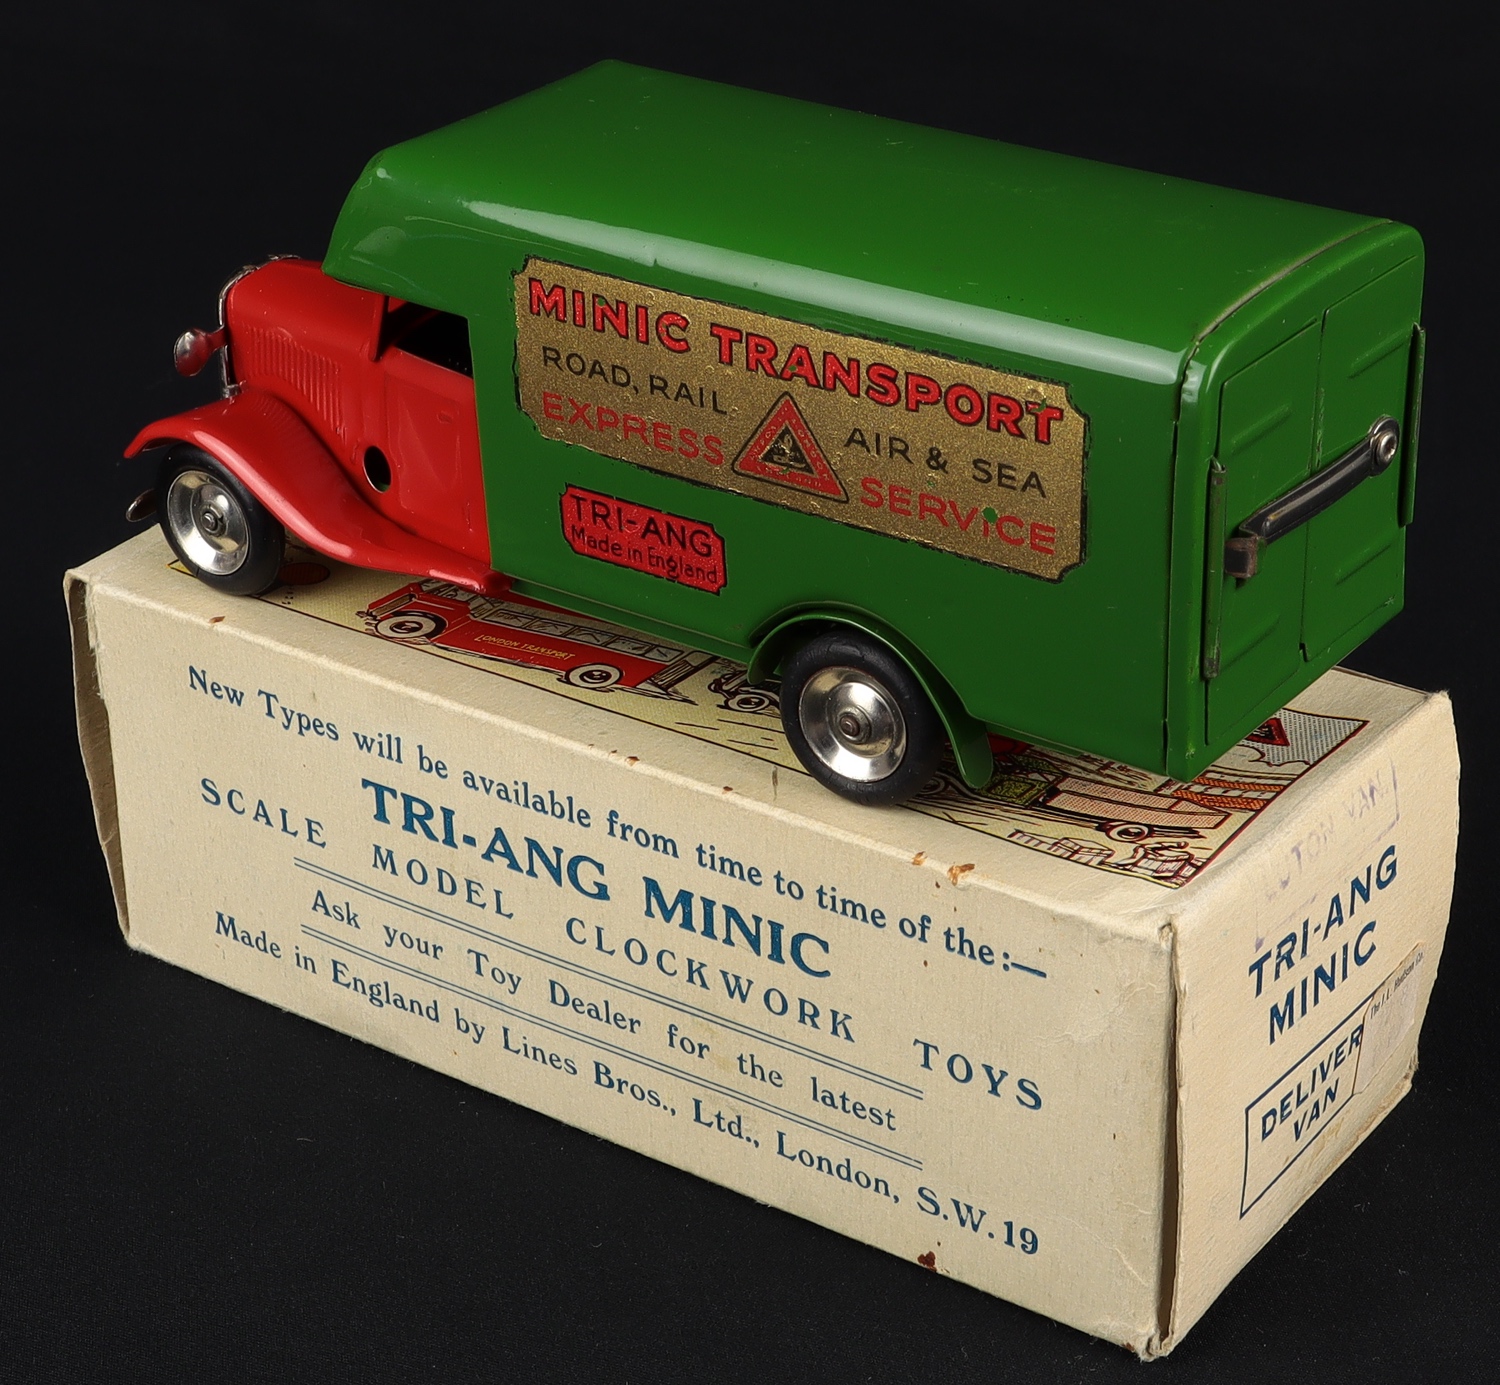 MINIC TRANSPORT
ROAD, RAIL
AIR & SEA
EXPRESS
SERVICE
TRI-ANG
Made in England
LONDON TRANSPORT
New Types will be available from time to time of the:—
TRI-ANG MINIC
SCALE MODEL CLOCKWORK TOYS
Ask your Toy Dealer for the latest
Made in England by Lines Bros., Ltd., London, S.W.19
VAN
TRI-ANG
MINIC
DELIVER
VAN